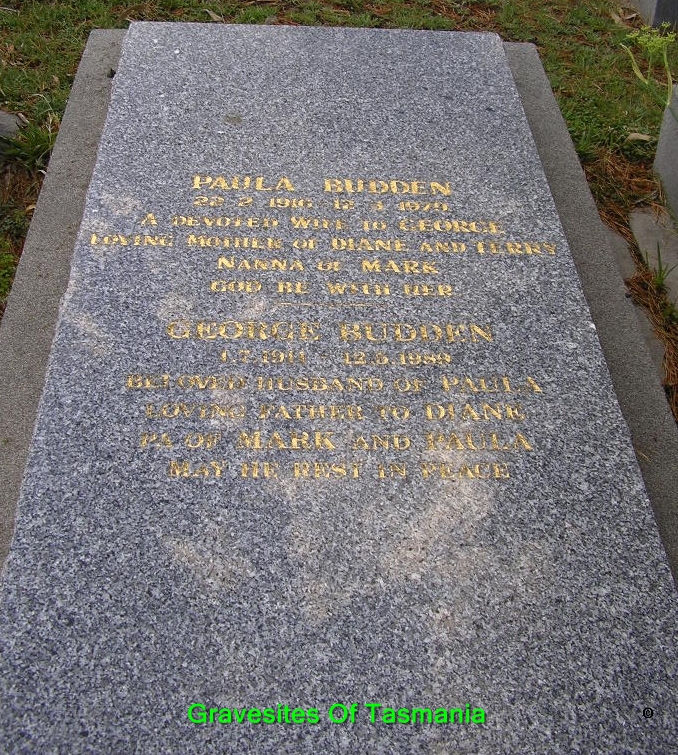 PAULA BUDDEN
22 2 1916 12 4 1979
A DEVOTED WIFE TO GEORGE
LOVING MOTHER OF DIANE AND TERRY
NANNA OF MARK
GOD BE WITH HER
GEORGE BUDDEN
1.7.1911 - 12.5.1989
BELOVED HUSBAND OF PAULA
LOVING FATHER TO DIANE
PA OF MARK AND PAULA
MAY HE REST IN PEACE
Gravesites Of Tasmania
©